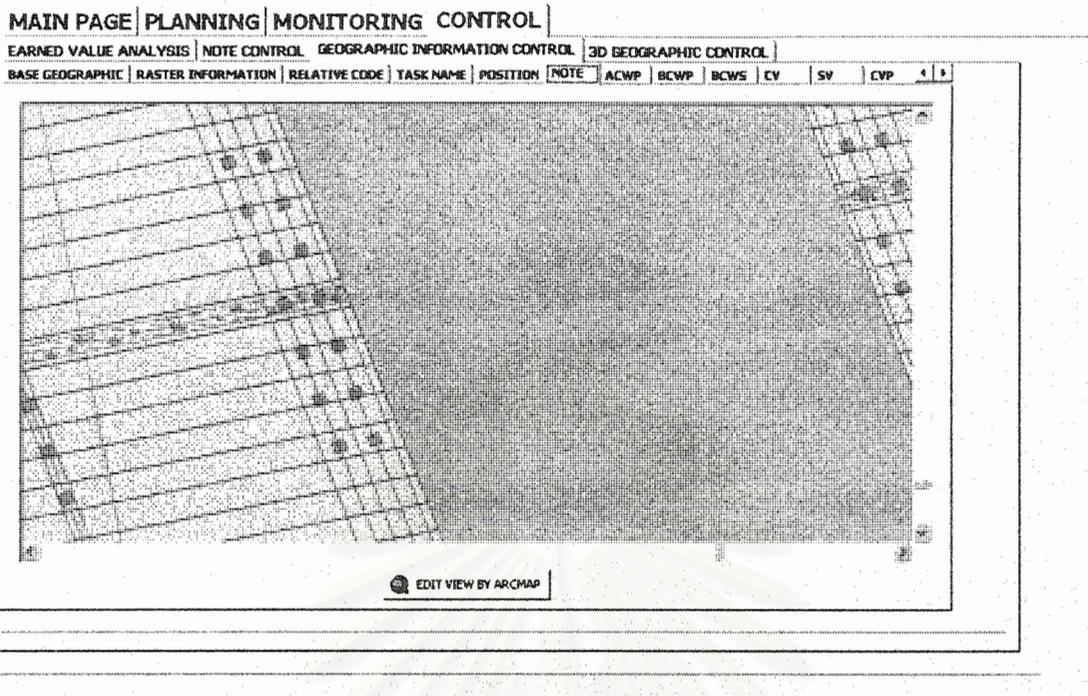 MAIN PAGE PLANNING MONITORING CONTROL
EARNED VALUE ANALYSIS NOTE CONTROL GEOGRAPHIC INFORMATION CONTROL 3D GEOGRAPHIC CONTROL
BASE GEOGRAPHIC RASTER INFORMATION RELATIVE CODE TASK NAME POSITION NOTE ACWP BCWP BCWS CV SV CVP
EDIT VIEW BY ARCMAP